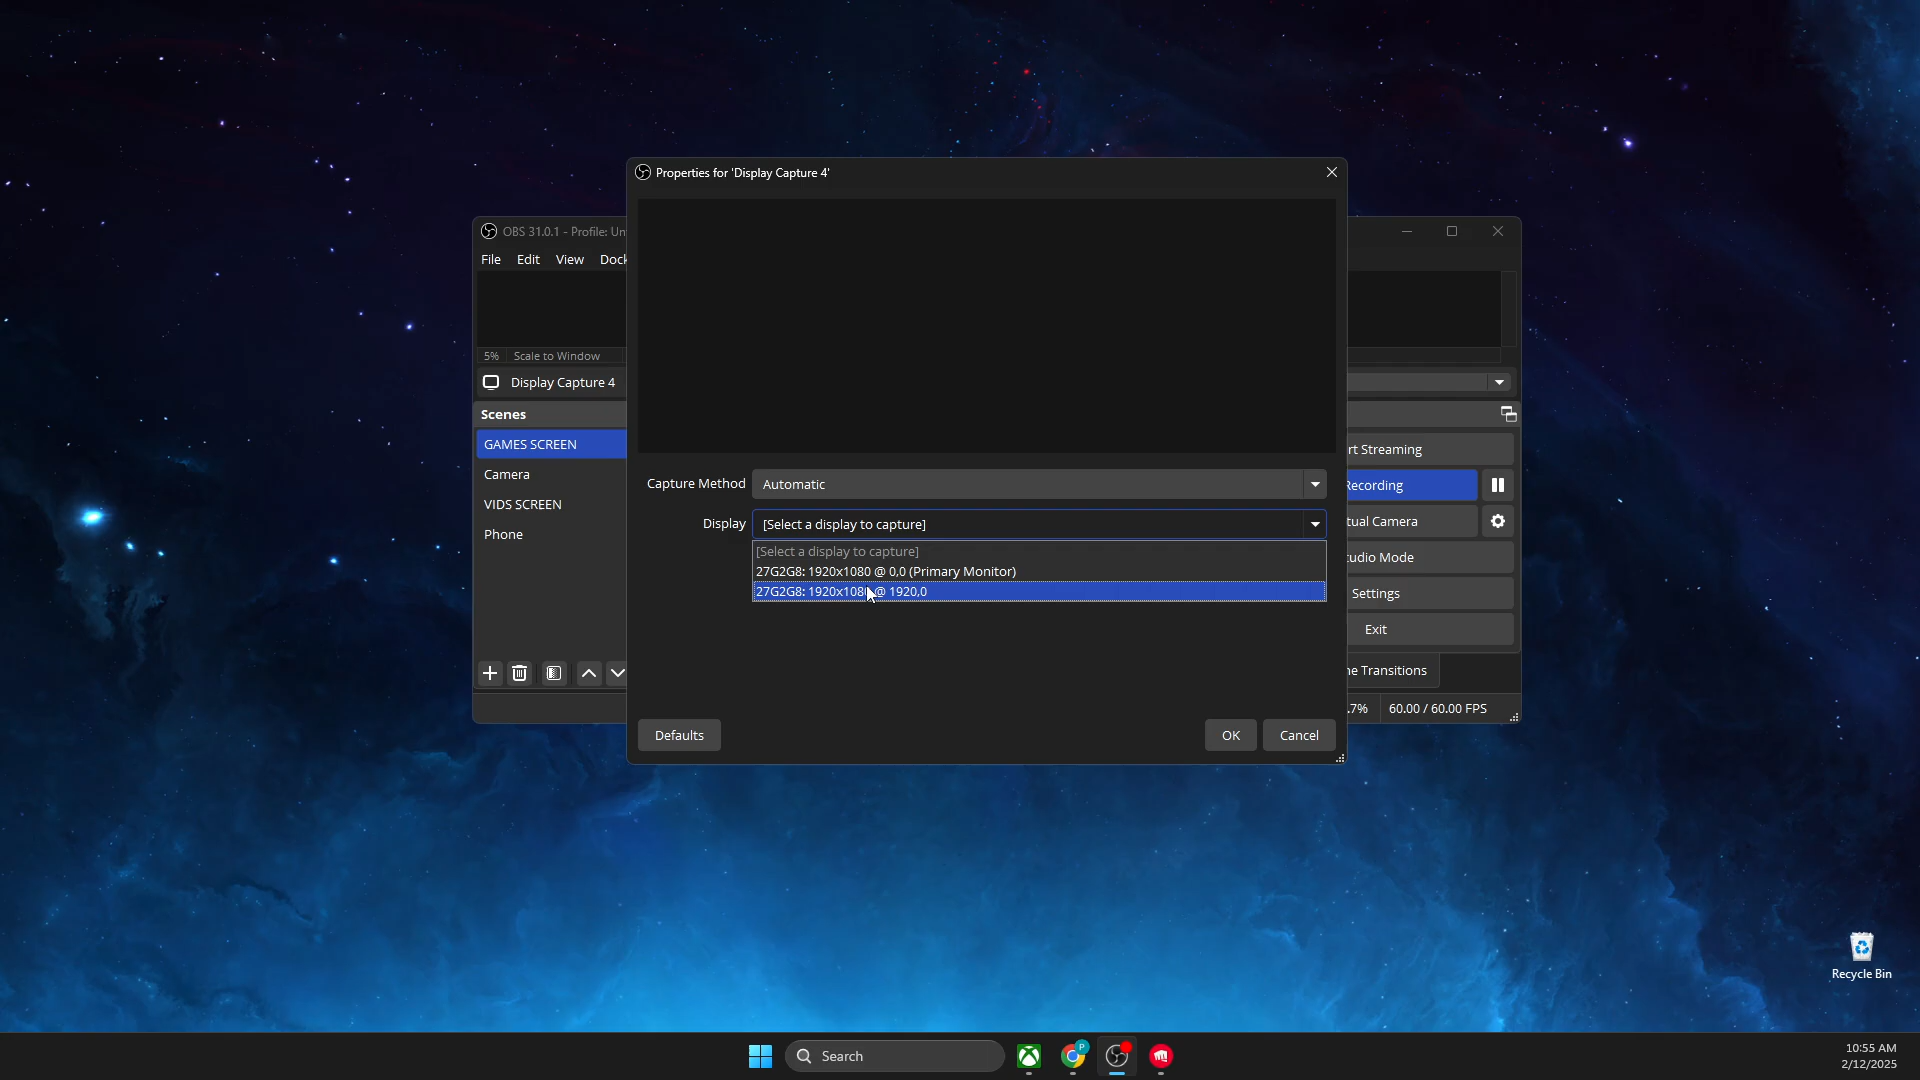 Properties for 'Display Capture 4'
OBS 31.0.1 - Profile: Un
File Edit View Dock
5% Scale to Window
Display Capture 4
Scenes
GAMES SCREEN
Camera
VIDS SCREEN
Phone
Capture Method Automatic
Display [Select a display to capture]
[Select a display to capture]
27G2G8: 1920x1080 @ 0,0 (Primary Monitor)
27G2G8: 1920x1080 @ 1920,0
Defaults
OK
Cancel
rt Streaming
Recording
tual Camera
udio Mode
Settings
Exit
ne Transitions
.7%
60.00 / 60.00 FPS
Recycle Bin
Search
P
10:55 AM
2/12/2025